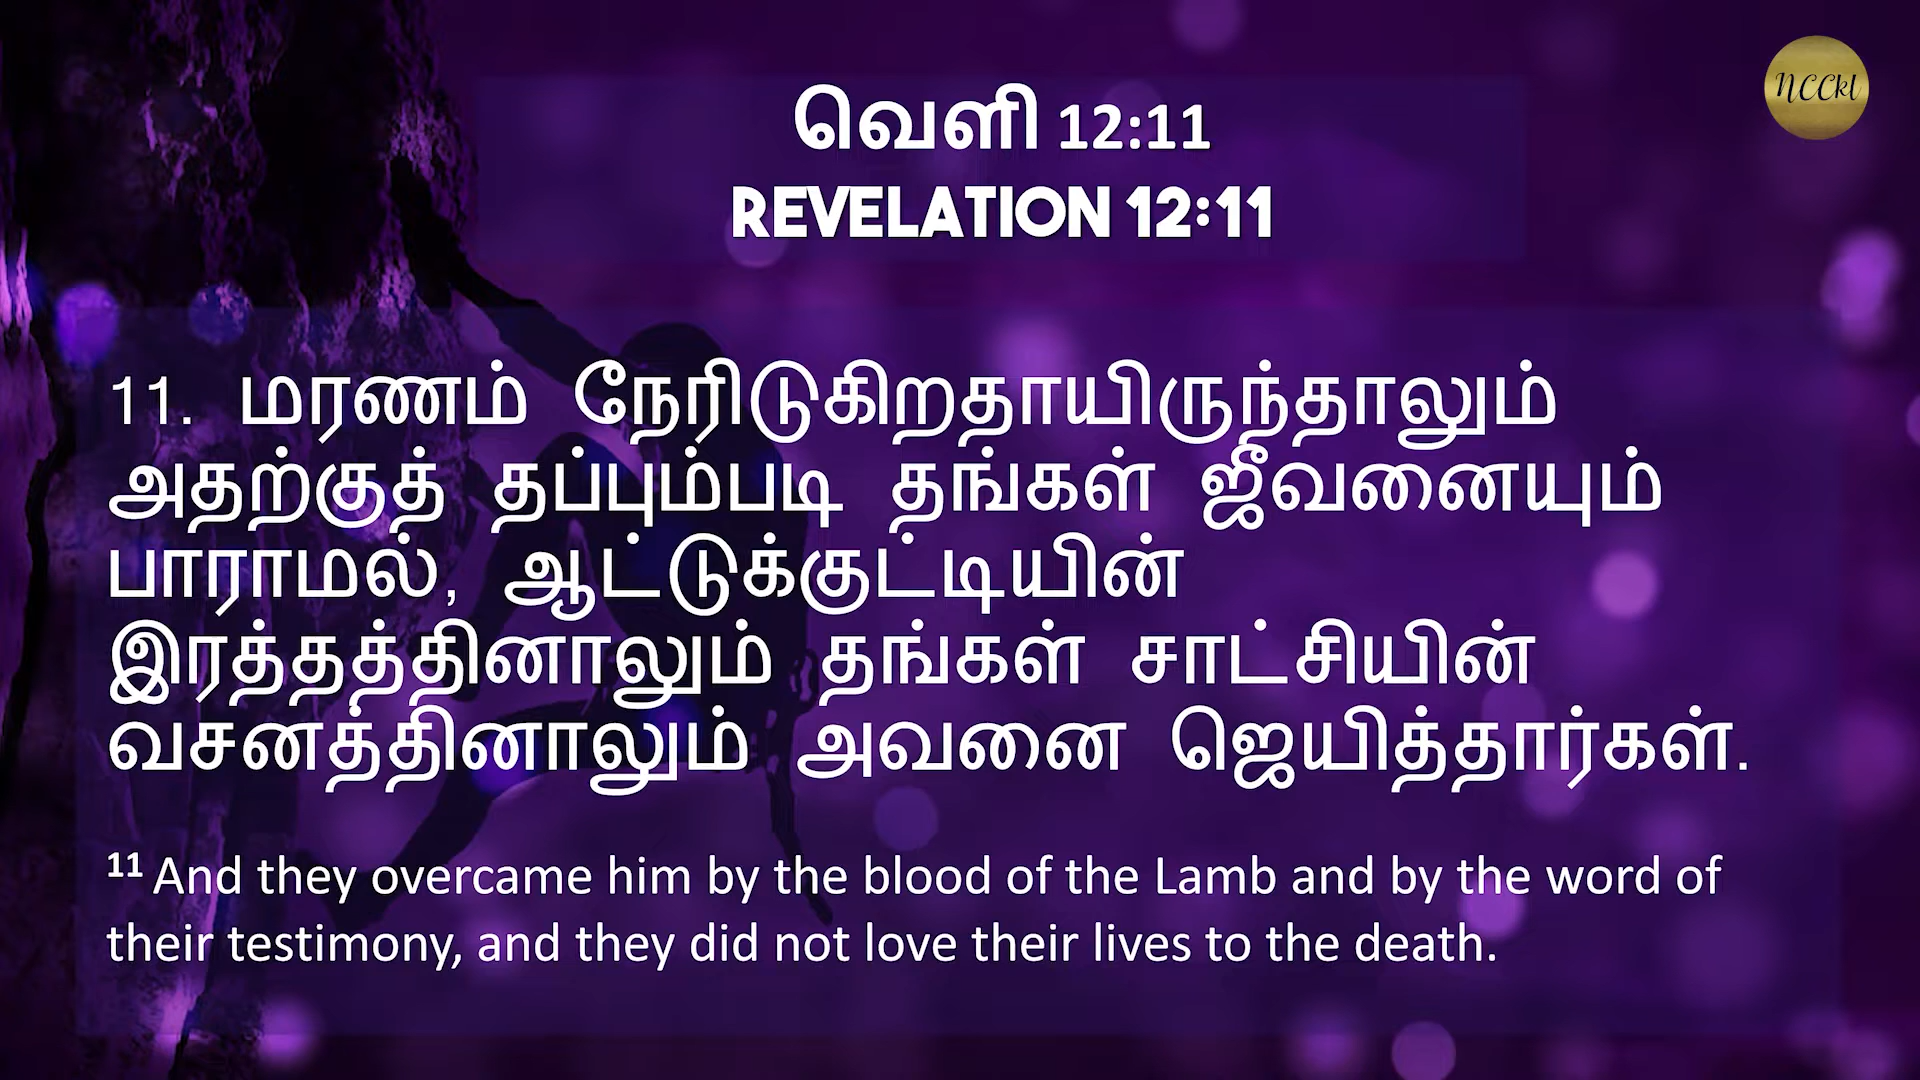 NCCkl
வெளி 12:11
REVELATION 12:11
11. மரணம் நேரிடுகிறதாயிருந்தாலும்
அதற்குத் தப்பும்படி தங்கள் ஜீவனையும்
பாராமல், ஆட்டுக்குட்டியின்
இரத்தத்தினாலும் தங்கள் சாட்சியின்
வசனத்தினாலும் அவனை ஜெயித்தார்கள்.
11 And they overcame him by the blood of the Lamb and by the word of
their testimony, and they did not love their lives to the death.